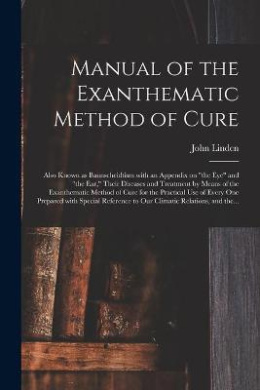 Manual of the
Exanthematic
Method of Cure
John Linden
Also Known as Baunscheidtism With an Appendix on "the Eye" and
"the Ear," Their Diseases and Treatment by Means of the
Exanthematic Method of Cure for the Practical Use of Every One
Prepared with Special Reference to Our Climatic Relations, and the...